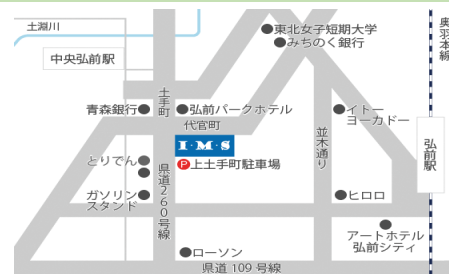 土淵川
中央弘前駅
東北女子短期大学
みちのく銀行
奥羽本線
土手町
青森銀行
弘前パークホテル
代官町
イトー
ヨーカドー
I·M·S
P上土手町駐車場
とりでん
並木通り
弘前駅
ガソリン
スタンド
県道260号線
ヒロロ
アートホテル
弘前シティ
ローソン
県道 109 号線